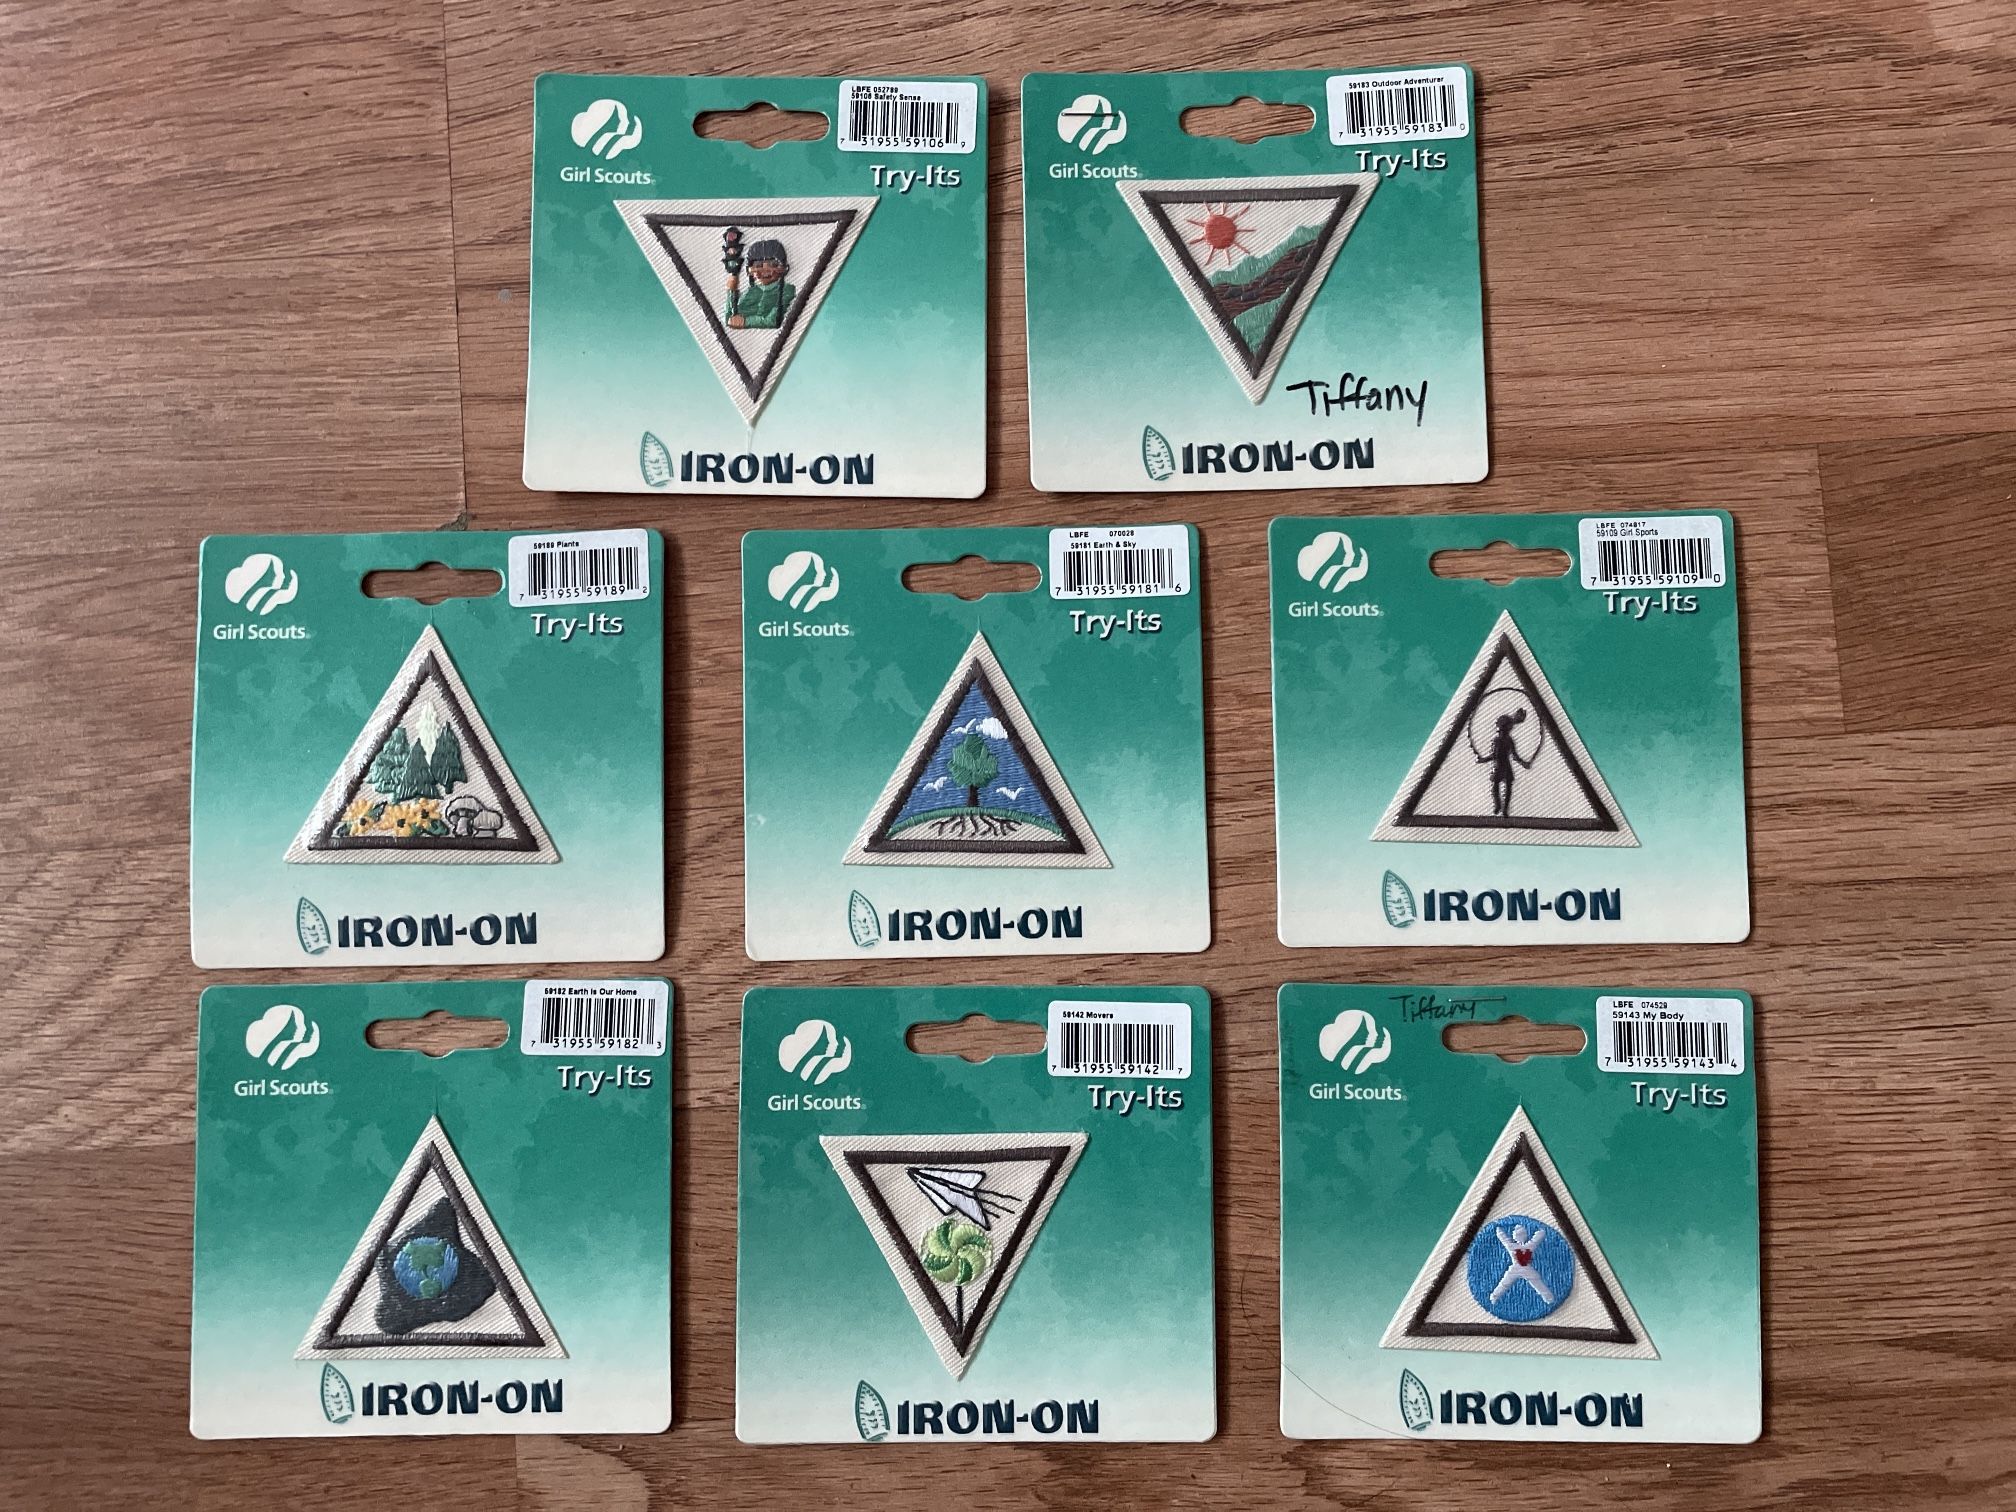 LBFE 052789
59106 Safety Sense
7 31955 59106 9
Girl Scouts
Try-Its
IRON-ON
59183 Outdoor Adventurer
7 31955 59183 0
Girl Scouts
Try-Its
Tiffany
IRON-ON
59189 Plants
7 31955 59189 2
Girl Scouts
Try-Its
IRON-ON
LBFE 070028
59181 Earth & Sky
7 31955 59181 6
Girl Scouts
Try-Its
IRON-ON
LBFE 074817
59109 Girl Sports
7 31955 59109 0
Girl Scouts
Try-Its
IRON-ON
59182 Earth is Our Home
7 31955 59182 3
Girl Scouts
Try-Its
IRON-ON
59142 Movers
7 31955 59142 7
Girl Scouts
Try-Its
IRON-ON
Tiffany
LBFE 074529
59143 My Body
7 31955 59143 4
Girl Scouts
Try-Its
IRON-ON